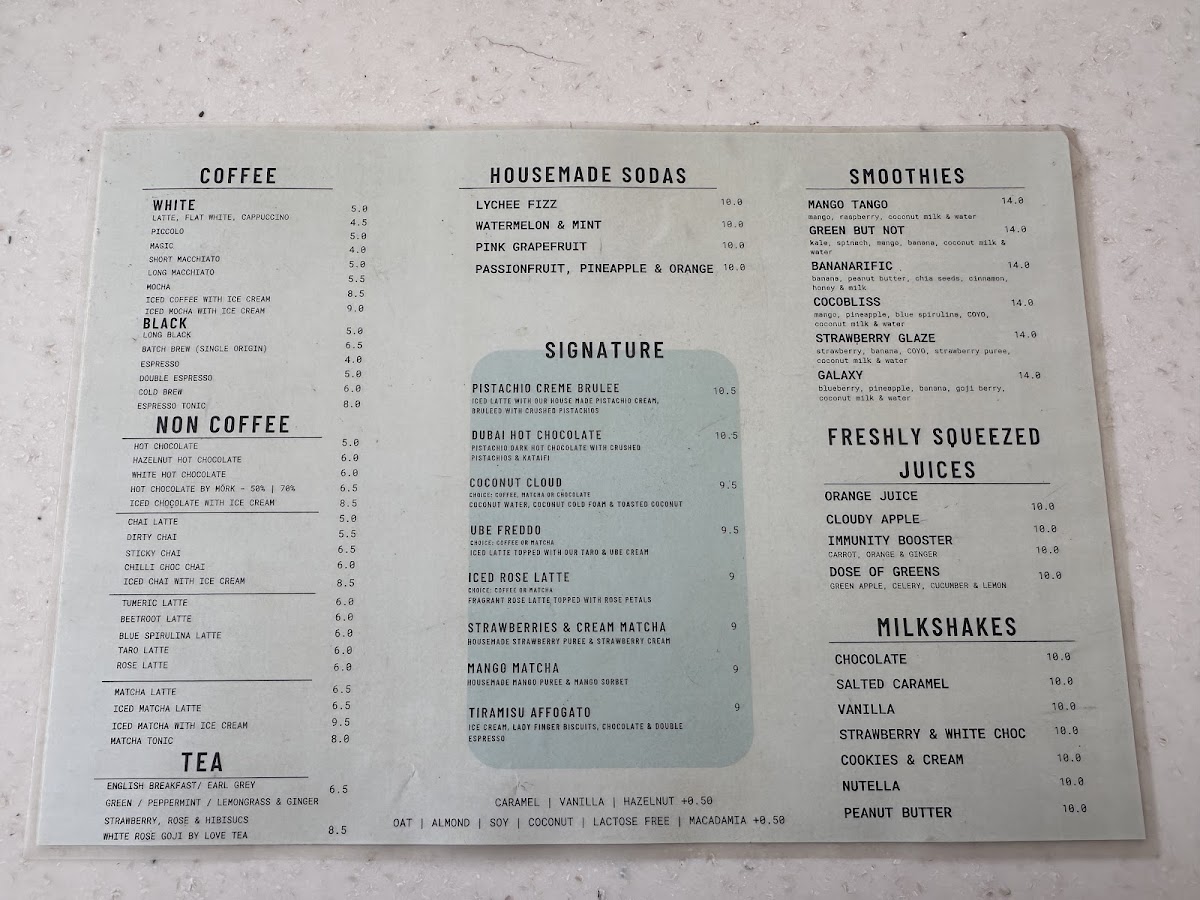 COFFEE
WHITE
LATTE, FLAT WHITE, CAPPUCCINO 5.0
PICCOLO 4.5
MAGIC 5.0
SHORT MACCHIATO 4.0
LONG MACCHIATO 5.0
MOCHA 5.5
ICED COFFEE WITH ICE CREAM 8.5
ICED MOCHA WITH ICE CREAM 9.0
BLACK
LONG BLACK 5.0
BATCH BREW (SINGLE ORIGIN) 6.5
ESPRESSO 4.0
DOUBLE ESPRESSO 5.0
COLD BREW 6.0
ESPRESSO TONIC 8.0
NON COFFEE
HOT CHOCOLATE 5.0
HAZELNUT HOT CHOCOLATE 6.0
WHITE HOT CHOCOLATE 6.0
HOT CHOCOLATE BY MÖRK - 50% | 70% 6.5
ICED CHOCOLATE WITH ICE CREAM 8.5
CHAI LATTE 5.0
DIRTY CHAI 5.5
STICKY CHAI 6.5
CHILLI CHOC CHAI 6.0
ICED CHAI WITH ICE CREAM 8.5
TUMERIC LATTE 6.0
BEETROOT LATTE 6.0
BLUE SPIRULINA LATTE 6.0
TARO LATTE 6.0
ROSE LATTE 6.0
MATCHA LATTE 6.5
ICED MATCHA LATTE 6.5
ICED MATCHA WITH ICE CREAM 9.5
MATCHA TONIC 8.0
TEA
ENGLISH BREAKFAST/ EARL GREY 6.5
GREEN / PEPPERMINT / LEMONGRASS & GINGER
STRAWBERRY, ROSE & HIBISUCS
WHITE ROSE GOJI BY LOVE TEA 8.5
HOUSEMADE SODAS
LYCHEE FIZZ 10.0
WATERMELON & MINT 10.0
PINK GRAPEFRUIT 10.0
PASSIONFRUIT, PINEAPPLE & ORANGE 10.0
SIGNATURE
PISTACHIO CREME BRULEE 10.5
ICED LATTE WITH OUR HOUSE MADE PISTACHIO CREAM,
BRULEED WITH CRUSHED PISTACHIOS
DUBAI HOT CHOCOLATE 10.5
PISTACHIO DARK HOT CHOCOLATE WITH CRUSHED
PISTACHIOS & KATAIFI
COCONUT CLOUD 9.5
CHOICE: COFFEE, MATCHA OR CHOCOLATE
COCONUT WATER, COCONUT COLD FOAM & TOASTED COCONUT
UBE FREDDO 9.5
CHOICE: COFFEE OR MATCHA
ICED LATTE TOPPED WITH OUR TARO & UBE CREAM
ICED ROSE LATTE 9
CHOICE: COFFEE OR MATCHA
FRAGRANT ROSE LATTE TOPPED WITH ROSE PETALS
STRAWBERRIES & CREAM MATCHA 9
HOUSEMADE STRAWBERRY PUREE & STRAWBERRY CREAM
MANGO MATCHA 9
HOUSEMADE MANGO PUREE & MANGO SORBET
TIRAMISU AFFOGATO 9
ICE CREAM, LADY FINGER BISCUITS, CHOCOLATE & DOUBLE
ESPRESSO
CARAMEL | VANILLA | HAZELNUT +0.50
OAT | ALMOND | SOY | COCONUT | LACTOSE FREE | MACADAMIA +0.50
SMOOTHIES
MANGO TANGO 14.0
mango, raspberry, coconut milk & water
GREEN BUT NOT 14.0
kale, spinach, mango, banana, coconut milk &
water
BANANARIFIC 14.0
banana, peanut butter, chia seeds, cinnamon,
honey & milk
COCOBLISS 14.0
mango, pineapple, blue spirulina, COYO,
coconut milk & water
STRAWBERRY GLAZE 14.0
strawberry, banana, COYO, strawberry puree,
coconut milk & water
GALAXY 14.0
blueberry, pineapple, banana, goji berry,
coconut milk & water
FRESHLY SQUEEZED
JUICES
ORANGE JUICE 10.0
CLOUDY APPLE 10.0
IMMUNITY BOOSTER 10.0
CARROT, ORANGE & GINGER
DOSE OF GREENS 10.0
GREEN APPLE, CELERY, CUCUMBER & LEMON
MILKSHAKES
CHOCOLATE 10.0
SALTED CARAMEL 10.0
VANILLA 10.0
STRAWBERRY & WHITE CHOC 10.0
COOKIES & CREAM 10.0
NUTELLA 10.0
PEANUT BUTTER 10.0